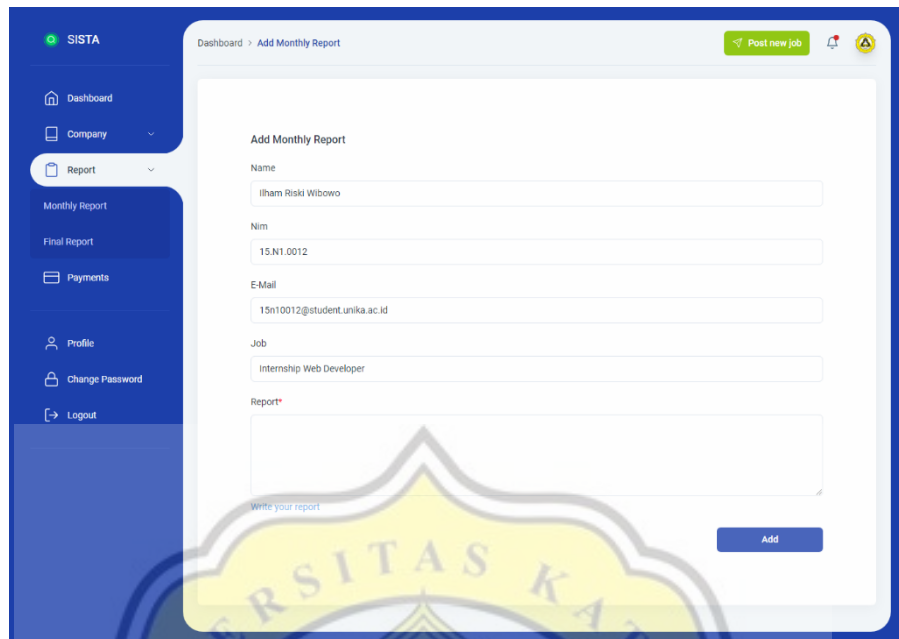 SISTA
Dashboard > Add Monthly Report
Post new job
Dashboard
Company
Report
Monthly Report
Final Report
Payments
Profile
Change Password
Logout
Add Monthly Report
Name
Ilham Riski Wibowo
Nim
15.N1.0012
E-Mail
15n10012@student.unika.ac.id
Job
Internship Web Developer
Report*
Write your report
Add
ERSITAS KAT